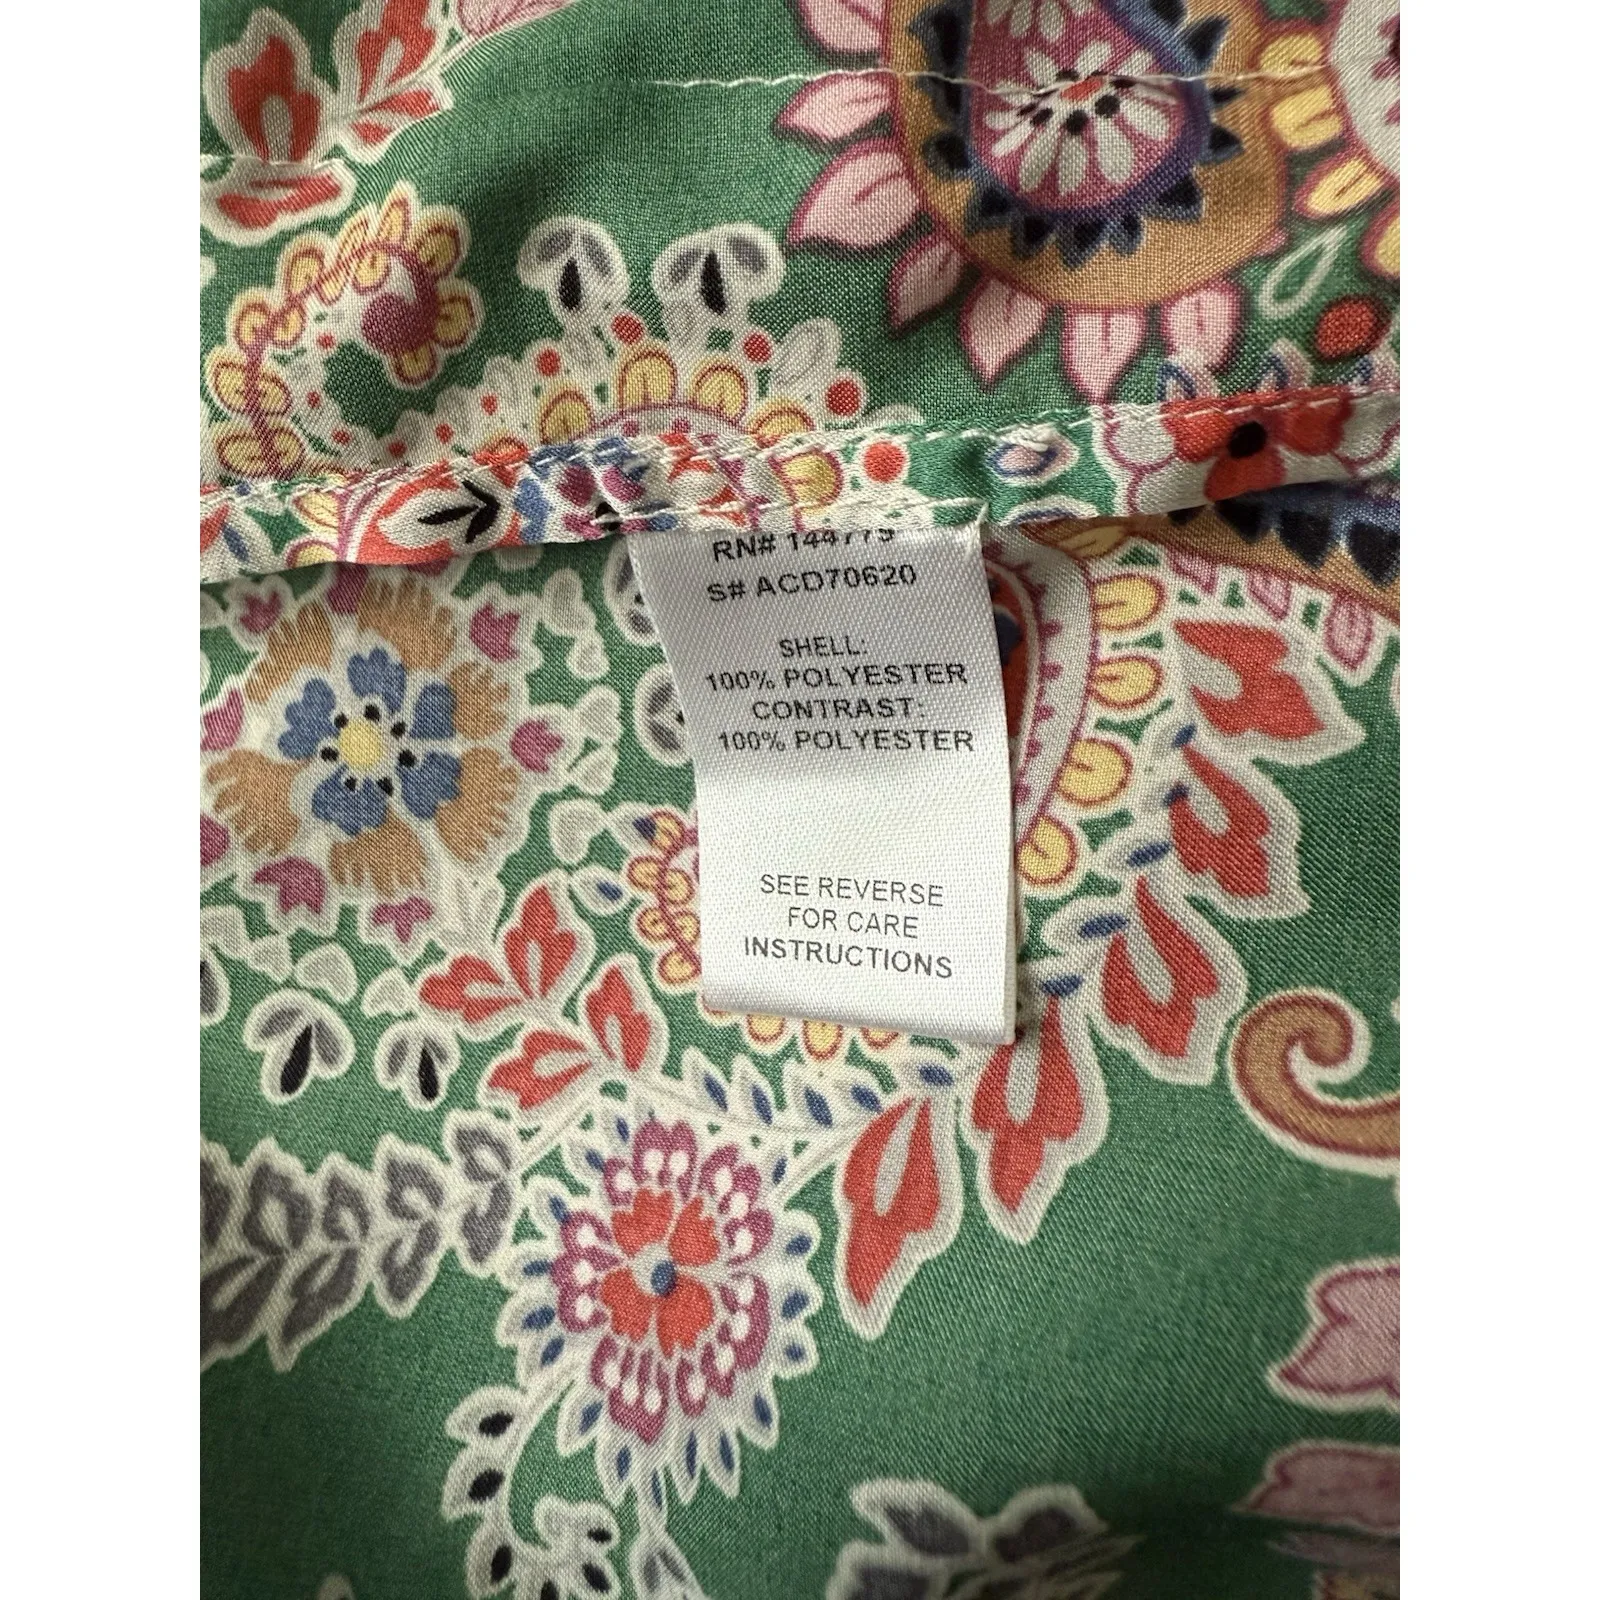 RN# 144779
S# ACD70620
SHELL:
100% POLYESTER
CONTRAST:
100% POLYESTER
SEE REVERSE
FOR CARE
INSTRUCTIONS